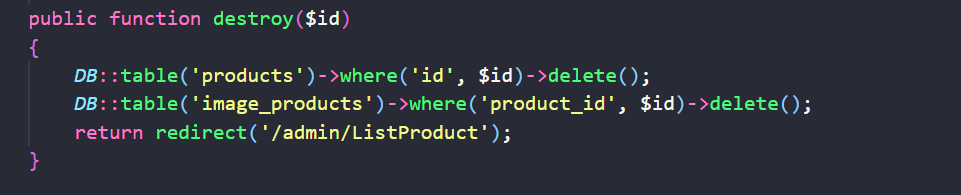 public function destroy($id)
{
    DB::table('products')->where('id', $id)->delete();
    DB::table('image_products')->where('product_id', $id)->delete();
    return redirect('/admin/ListProduct');
}